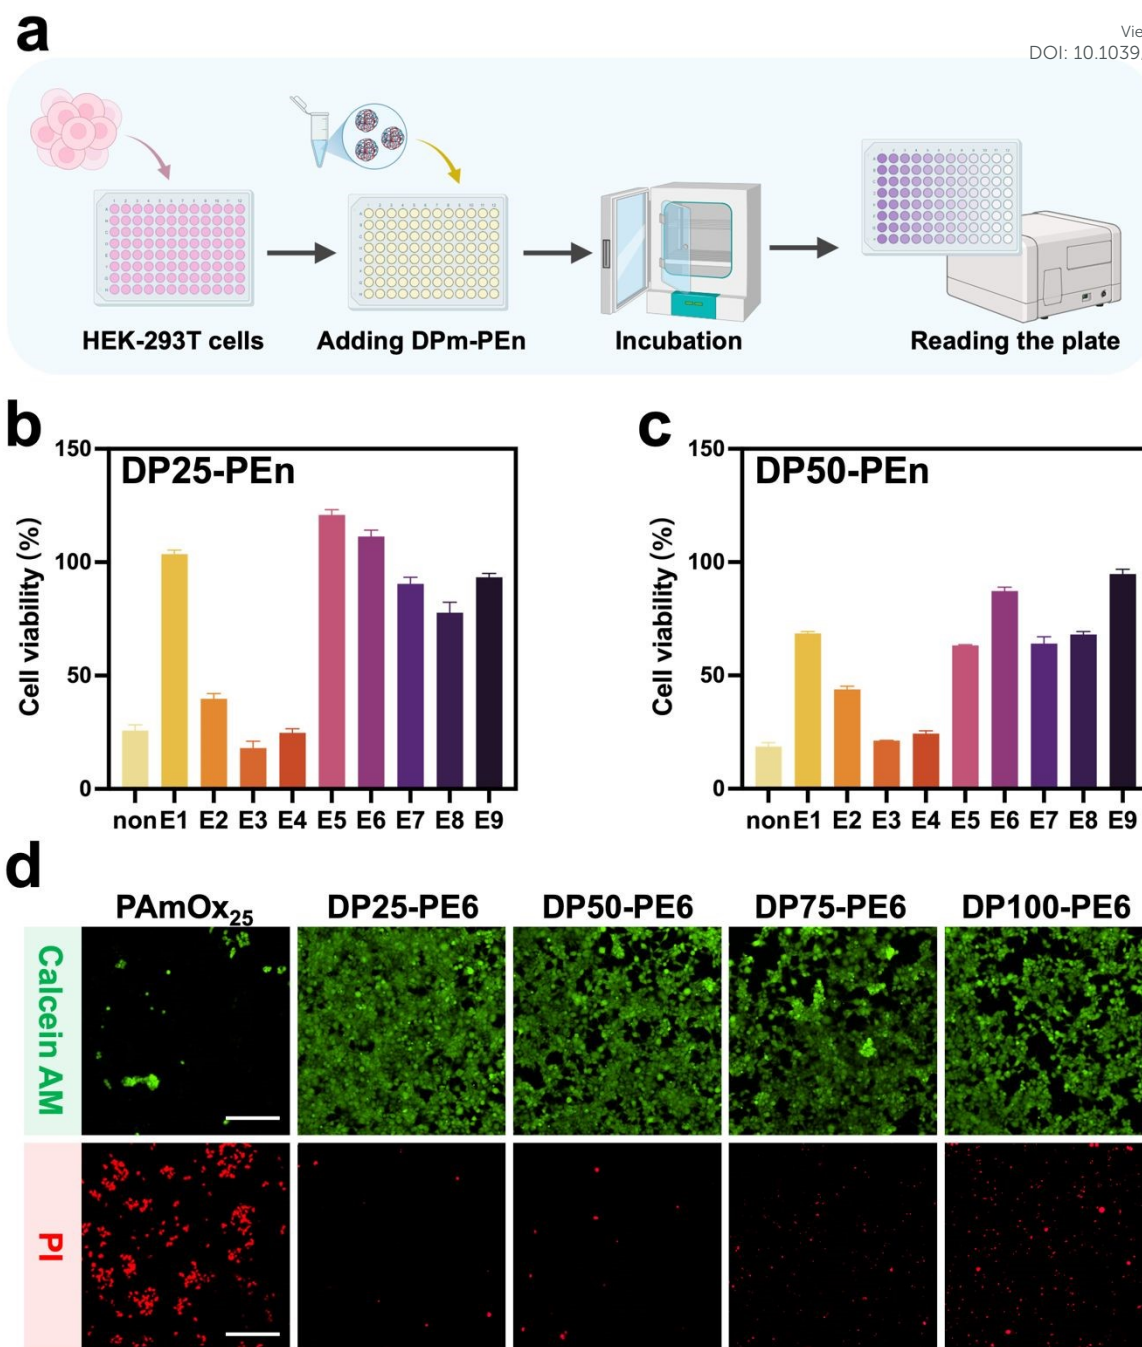 a
Vie
DOI: 10.1039
HEK-293T cells
Adding DPm-PEn
Incubation
Reading the plate
b
DP25-PEn
Cell viability (%)
150
100
50
0
non E1 E2 E3 E4 E5 E6 E7 E8 E9
c
DP50-PEn
Cell viability (%)
150
100
50
0
non E1 E2 E3 E4 E5 E6 E7 E8 E9
d
PAmOx₂₅ DP25-PE6 DP50-PE6 DP75-PE6 DP100-PE6
Calcein AM
PI